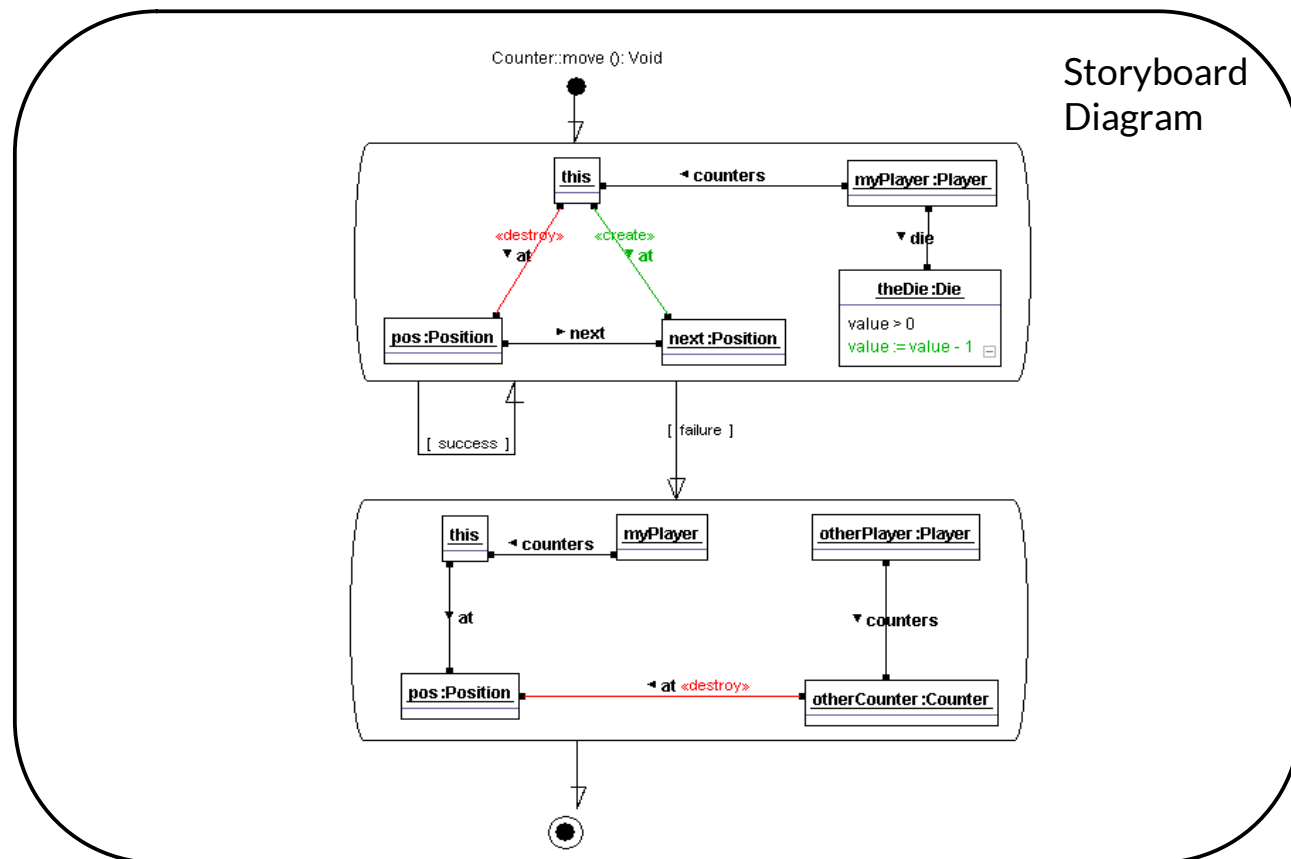 Storyboard
Diagram
Counter::move (): Void
this
◄ counters
myPlayer :Player
«destroy»
▼ at
«create»
▼ at
▼ die
theDie :Die
value > 0
value := value - 1
pos :Position
► next
next :Position
[ success ]
[ failure ]
this
◄ counters
myPlayer
otherPlayer :Player
▼ at
▼ counters
pos :Position
◄ at «destroy»
otherCounter :Counter